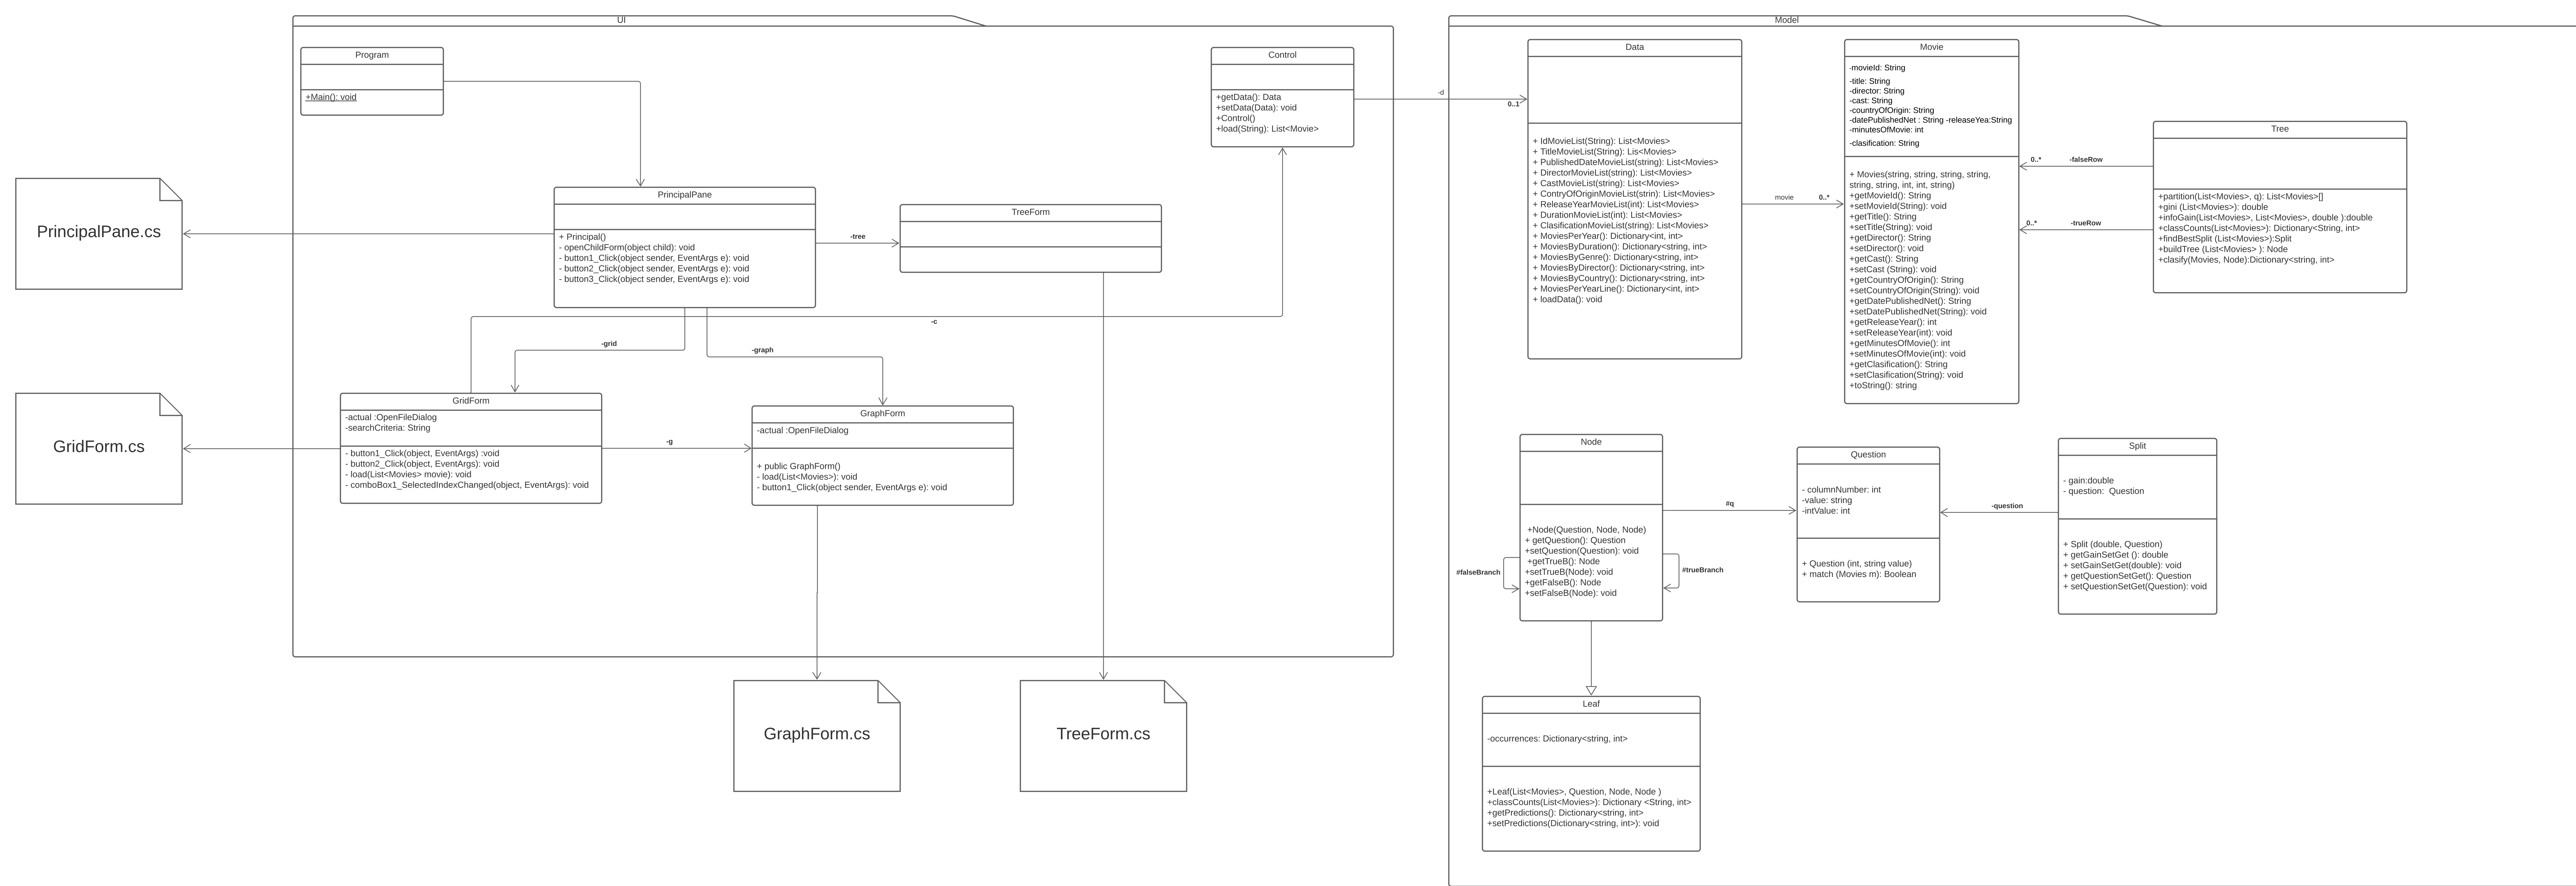 UI
Program
+Main(): void
Control
+getData(): Data
+setData(Data): void
+Control()
+load(String): List<Movie>
-d
0..1
PrincipalPane.cs
PrincipalPane
+ Principal()
- openChildForm(object child): void
- button1_Click(object sender, EventArgs e): void
- button2_Click(object sender, EventArgs e): void
- button3_Click(object sender, EventArgs e): void
-tree
TreeForm
-c
-grid
-graph
GridForm.cs
GridForm
-actual :OpenFileDialog
-searchCriteria: String
- button1_Click(object, EventArgs) :void
- button2_Click(object, EventArgs): void
- load(List<Movies> movie): void
- comboBox1_SelectedIndexChanged(object, EventArgs): void
-g
GraphForm
-actual :OpenFileDialog
+ public GraphForm()
- load(List<Movies>): void
- button1_Click(object sender, EventArgs e): void
GraphForm.cs
TreeForm.cs
Model
Data
+ IdMovieList(String): List<Movies>
+ TitleMovieList(String): Lis<Movies>
+ PublishedDateMovieList(string): List<Movies>
+ DirectorMovieList(string): List<Movies>
+ CastMovieList(string): List<Movies>
+ ContryOfOriginMovieList(strin): List<Movies>
+ ReleaseYearMovieList(int): List<Movies>
+ DurationMovieList(int): List<Movies>
+ ClasificationMovieList(string): List<Movies>
+ MoviesPerYear(): Dictionary<int, int>
+ MoviesByDuration(): Dictionary<string, int>
+ MoviesByGenre(): Dictionary<string, int>
+ MoviesByDirector(): Dictionary<string, int>
+ MoviesByCountry(): Dictionary<string, int>
+ MoviesPerYearLine(): Dictionary<int, int>
+ loadData(): void
movie
0..*
Movie
-movieId: String
-title: String
-director: String
-cast: String
-countryOfOrigin: String
-datePublishedNet : String -releaseYea:String
-minutesOfMovie: int
-clasification: String
+ Movies(string, string, string, string,
string, string, int, int, string)
+getMovieId(): String
+setMovieId(String): void
+getTitle(): String
+setTitle(String): void
+getDirector(): String
+setDirector(): void
+getCast(): String
+setCast (String): void
+getCountryOfOrigin(): String
+setCountryOfOrigin(String): void
+getDatePublishedNet(): String
+setDatePublishedNet(String): void
+getReleaseYear(): int
+setReleaseYear(int): void
+getMinutesOfMovie(): int
+setMinutesOfMovie(int): void
+getClasification(): String
+setClasification(String): void
+toString(): string
0..*
-falseRow
0..*
-trueRow
Tree
+partition(List<Movies>, q): List<Movies>[]
+gini (List<Movies>): double
+infoGain(List<Movies>, List<Movies>, double ):double
+classCounts(List<Movies>): Dictionary<String, int>
+findBestSplit (List<Movies>):Split
+buildTree (List<Movies> ): Node
+clasify(Movies, Node):Dictionary<string, int>
Node
+Node(Question, Node, Node)
+ getQuestion(): Question
+setQuestion(Question): void
+getTrueB(): Node
+setTrueB(Node): void
+getFalseB(): Node
+setFalseB(Node): void
#falseBranch
#trueBranch
#q
Question
- columnNumber: int
-value: string
-intValue: int
+ Question (int, string value)
+ match (Movies m): Boolean
-question
Split
- gain:double
- question: Question
+ Split (double, Question)
+ getGainSetGet (): double
+ setGainSetGet(double): void
+ getQuestionSetGet(): Question
+ setQuestionSetGet(Question): void
Leaf
-occurrences: Dictionary<string, int>
+Leaf(List<Movies>, Question, Node, Node )
+classCounts(List<Movies>): Dictionary <String, int>
+getPredictions(): Dictionary<string, int>
+setPredictions(Dictionary<string, int>): void